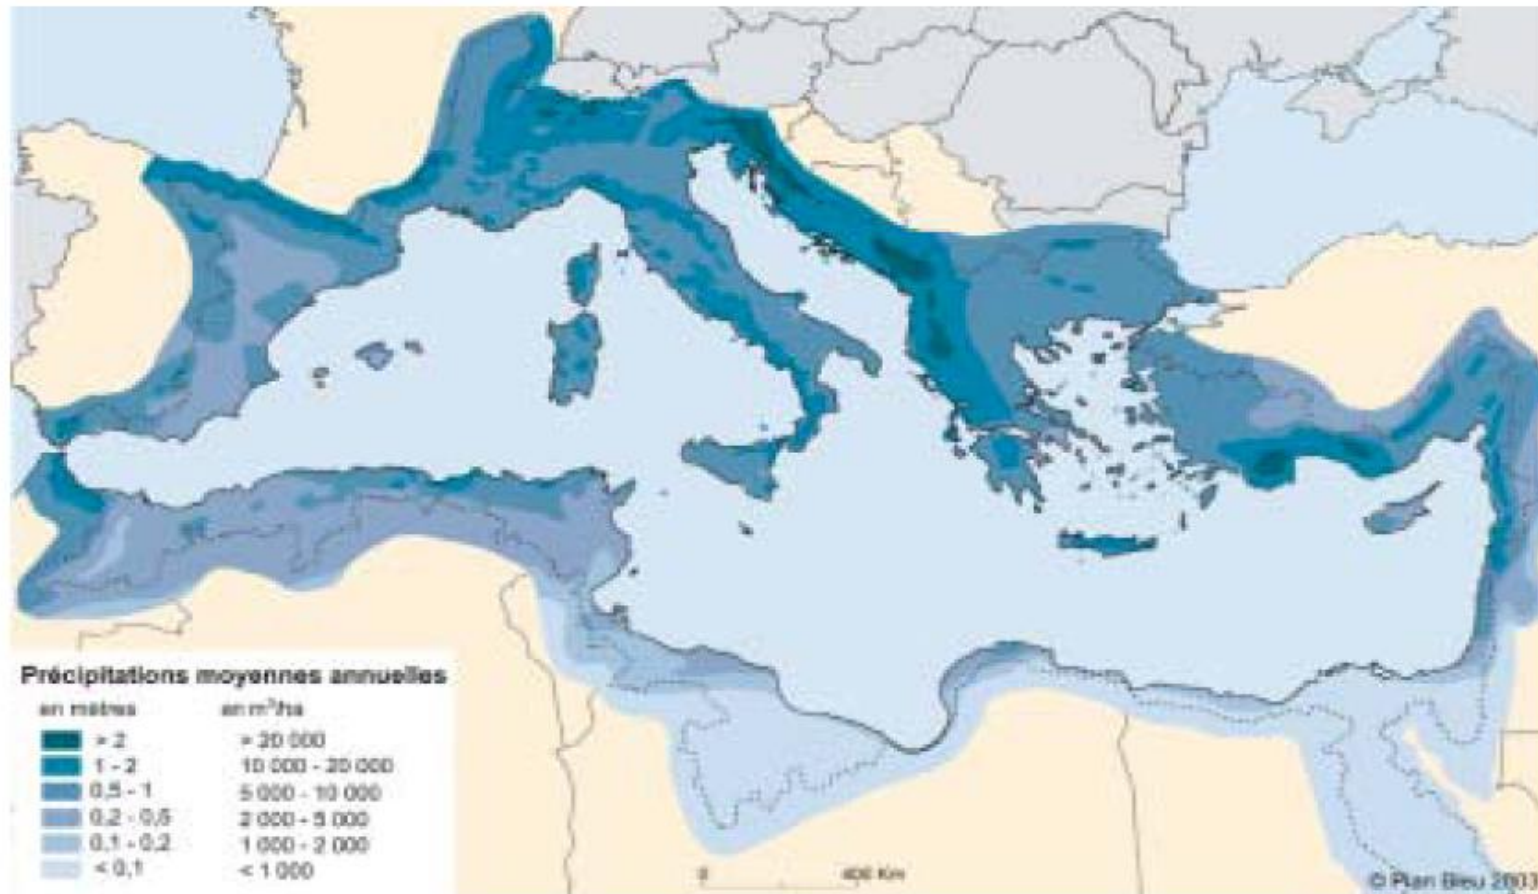 Précipitations moyennes annuelles
en mètres en m³/ha
> 2 > 20 000
1 - 2 10 000 - 20 000
0,5 - 1 5 000 - 10 000
0,2 - 0,5 2 000 - 5 000
0,1 - 0,2 1 000 - 2 000
< 0,1 < 1 000
0 400 Km
© Plan Bleu 2003